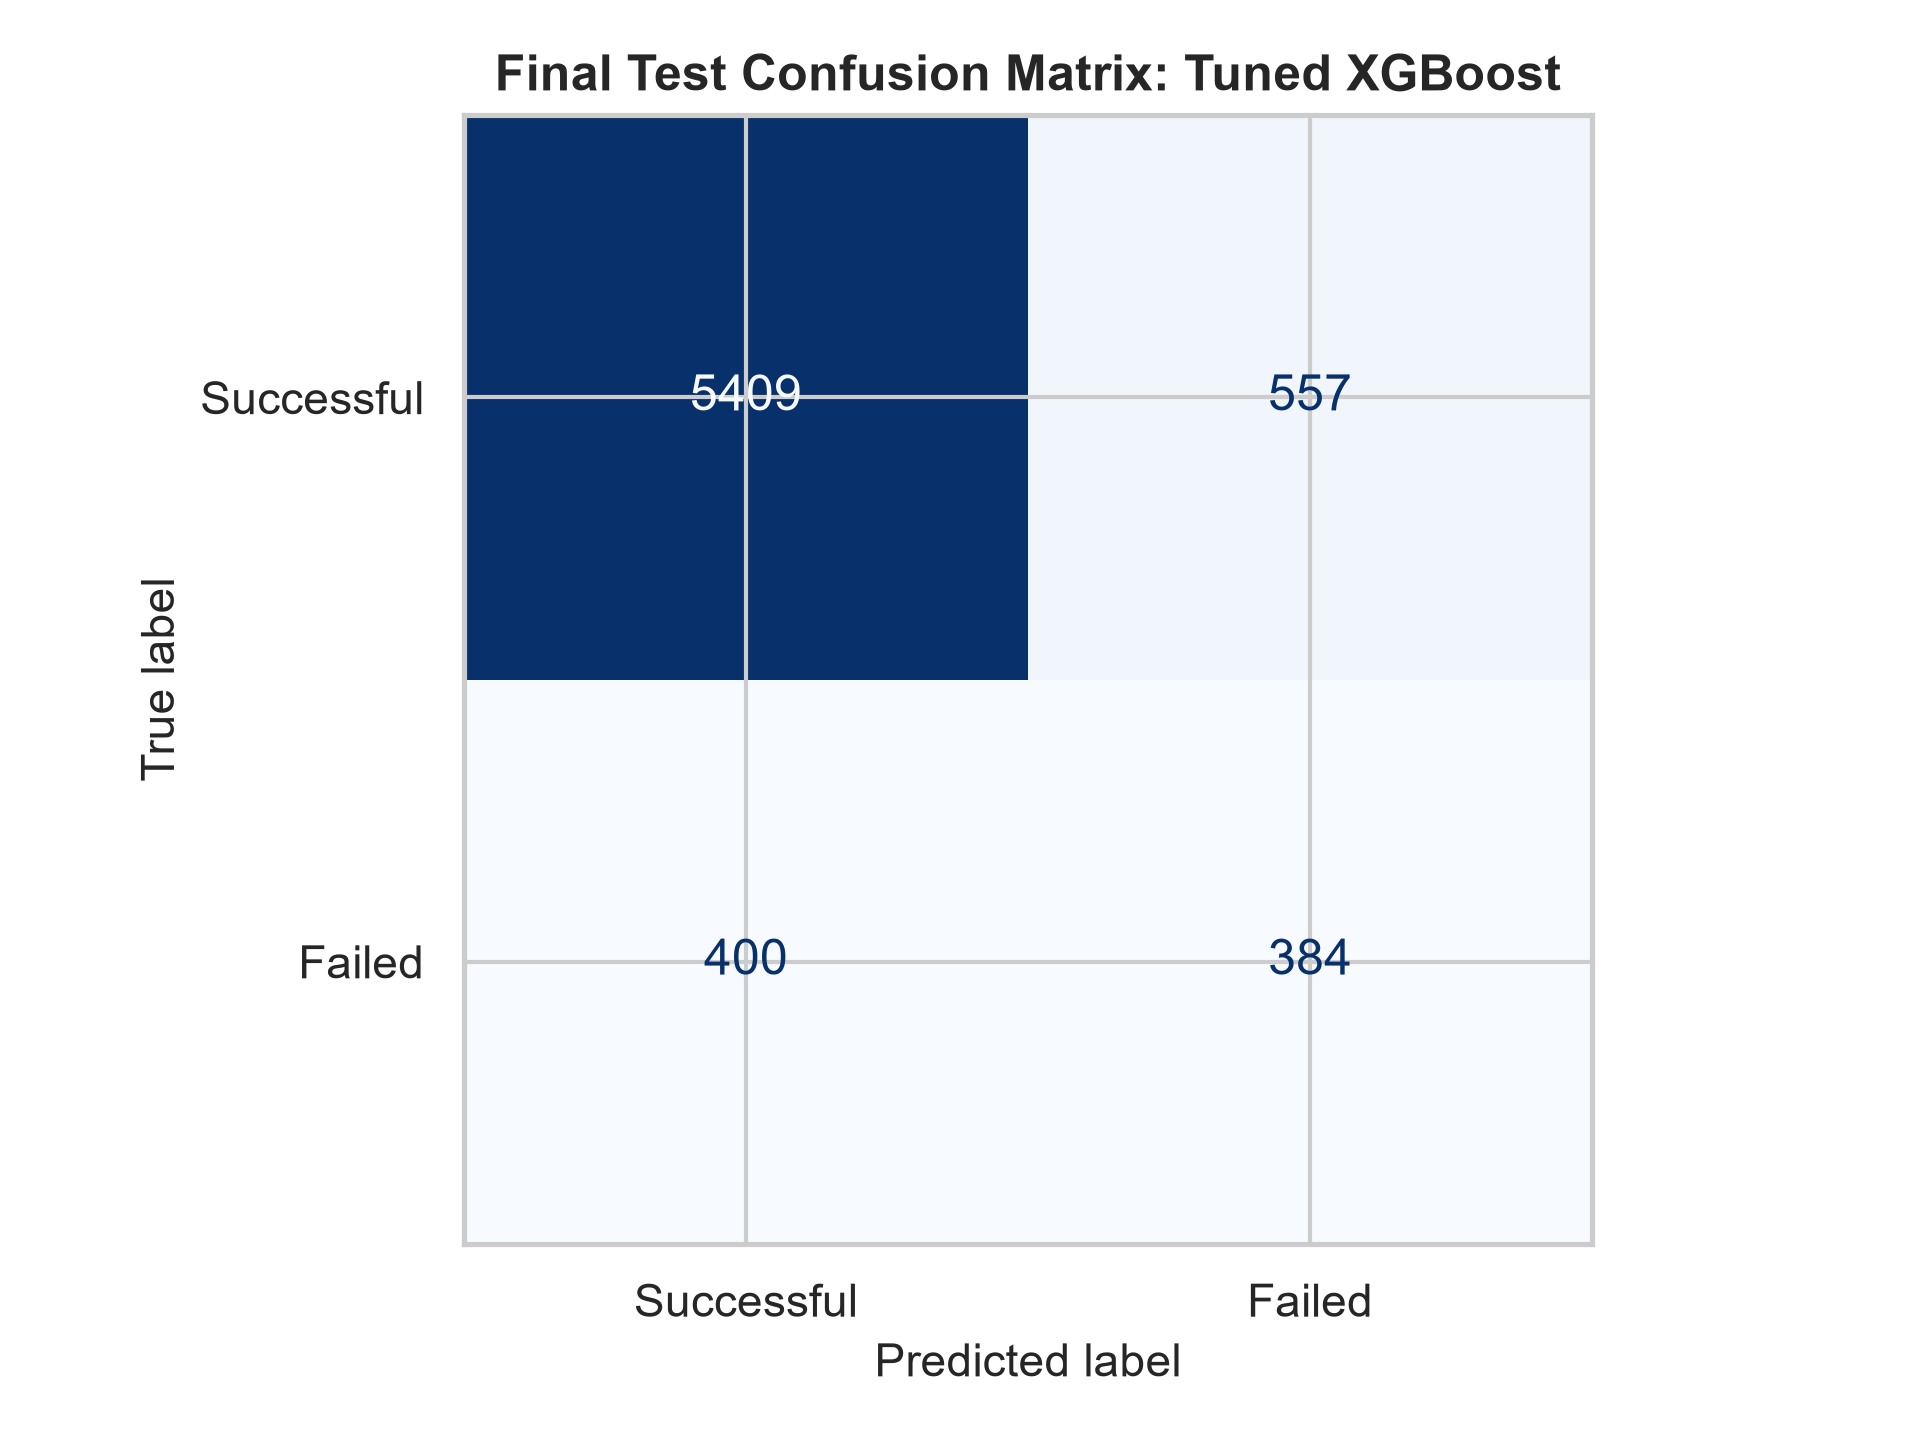 Final Test Confusion Matrix: Tuned XGBoost
5409
557
Successful
True label
400
384
Failed
Successful
Failed
Predicted label